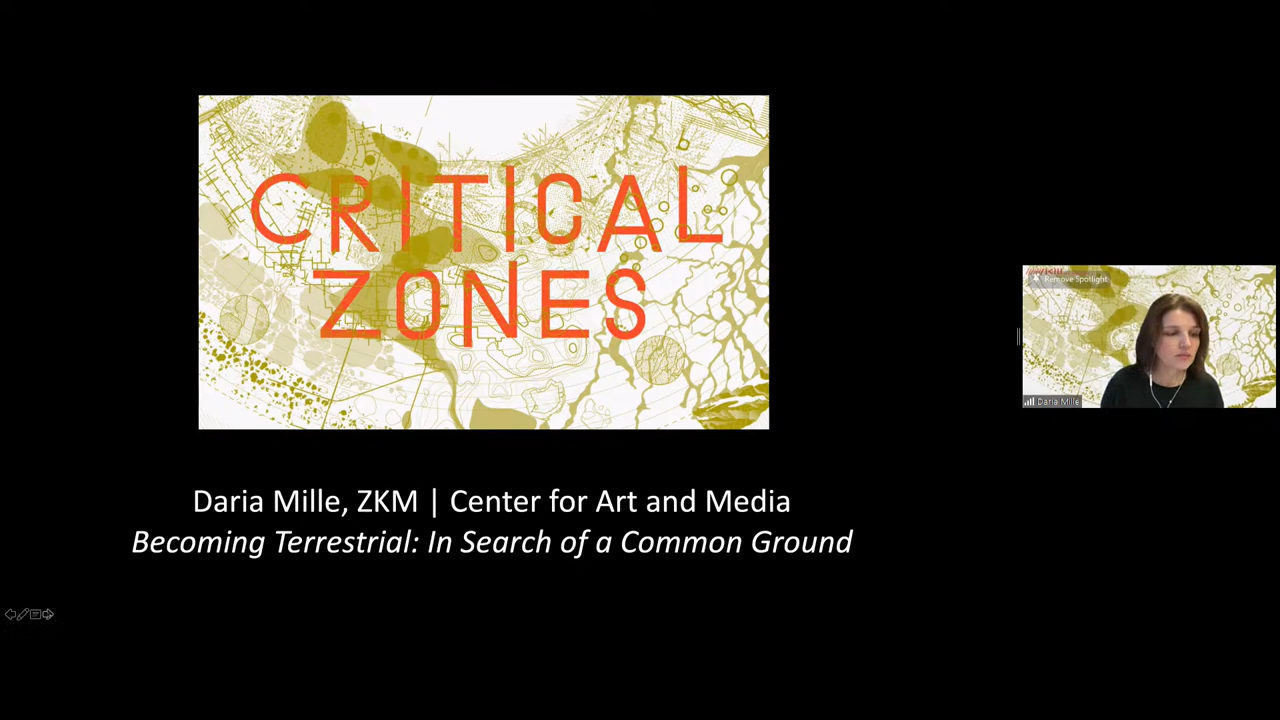 CRITICAL
ZONES
Remove Spotlight
Daria Mille
Daria Mille, ZKM | Center for Art and Media
Becoming Terrestrial: In Search of a Common Ground